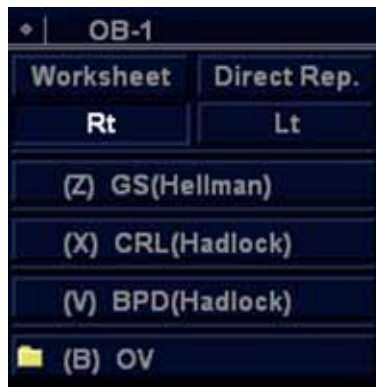 OB-1
Worksheet Direct Rep.
Rt Lt
(Z) GS(Hellman)
(X) CRL(Hadlock)
(V) BPD(Hadlock)
(B) OV